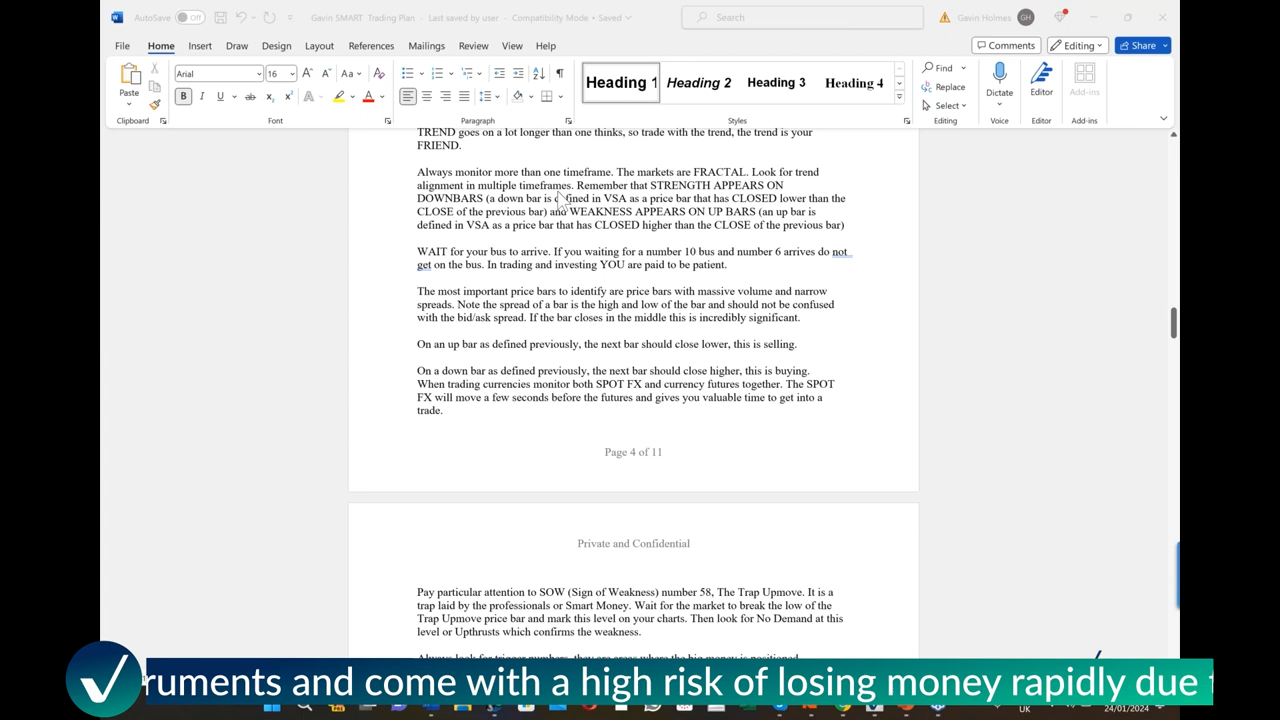 AutoSave Off Gavin SMART Trading Plan - Last saved by user - Compatibility Mode • Saved Search Gavin Holmes GH
File Home Insert Draw Design Layout References Mailings Review View Help Comments Editing Share
Paste Arial 16 Heading 1 Heading 2 Heading 3 Heading 4 Find Replace Select Dictate Editor Add-ins
Clipboard Font Paragraph Styles Editing Voice Editor Add-ins
TREND goes on a lot longer than one thinks, so trade with the trend, the trend is your
FRIEND.
Always monitor more than one timeframe. The markets are FRACTAL. Look for trend
alignment in multiple timeframes. Remember that STRENGTH APPEARS ON
DOWNBARS (a down bar is defined in VSA as a price bar that has CLOSED lower than the
CLOSE of the previous bar) and WEAKNESS APPEARS ON UP BARS (an up bar is
defined in VSA as a price bar that has CLOSED higher than the CLOSE of the previous bar)
WAIT for your bus to arrive. If you waiting for a number 10 bus and number 6 arrives do not
get on the bus. In trading and investing YOU are paid to be patient.
The most important price bars to identify are price bars with massive volume and narrow
spreads. Note the spread of a bar is the high and low of the bar and should not be confused
with the bid/ask spread. If the bar closes in the middle this is incredibly significant.
On an up bar as defined previously, the next bar should close lower, this is selling.
On a down bar as defined previously, the next bar should close higher, this is buying.
When trading currencies monitor both SPOT FX and currency futures together. The SPOT
FX will move a few seconds before the futures and gives you valuable time to get into a
trade.
Page 4 of 11
Private and Confidential
Pay particular attention to SOW (Sign of Weakness) number 58, The Trap Upmove. It is a
trap laid by the professionals or Smart Money. Wait for the market to break the low of the
Trap Upmove price bar and mark this level on your charts. Then look for No Demand at this
level or Upthrusts which confirms the weakness.
Always look for trigger numbers, they are areas where the big money is positioned
ruments and come with a high risk of losing money rapidly due
UK 24/01/2024